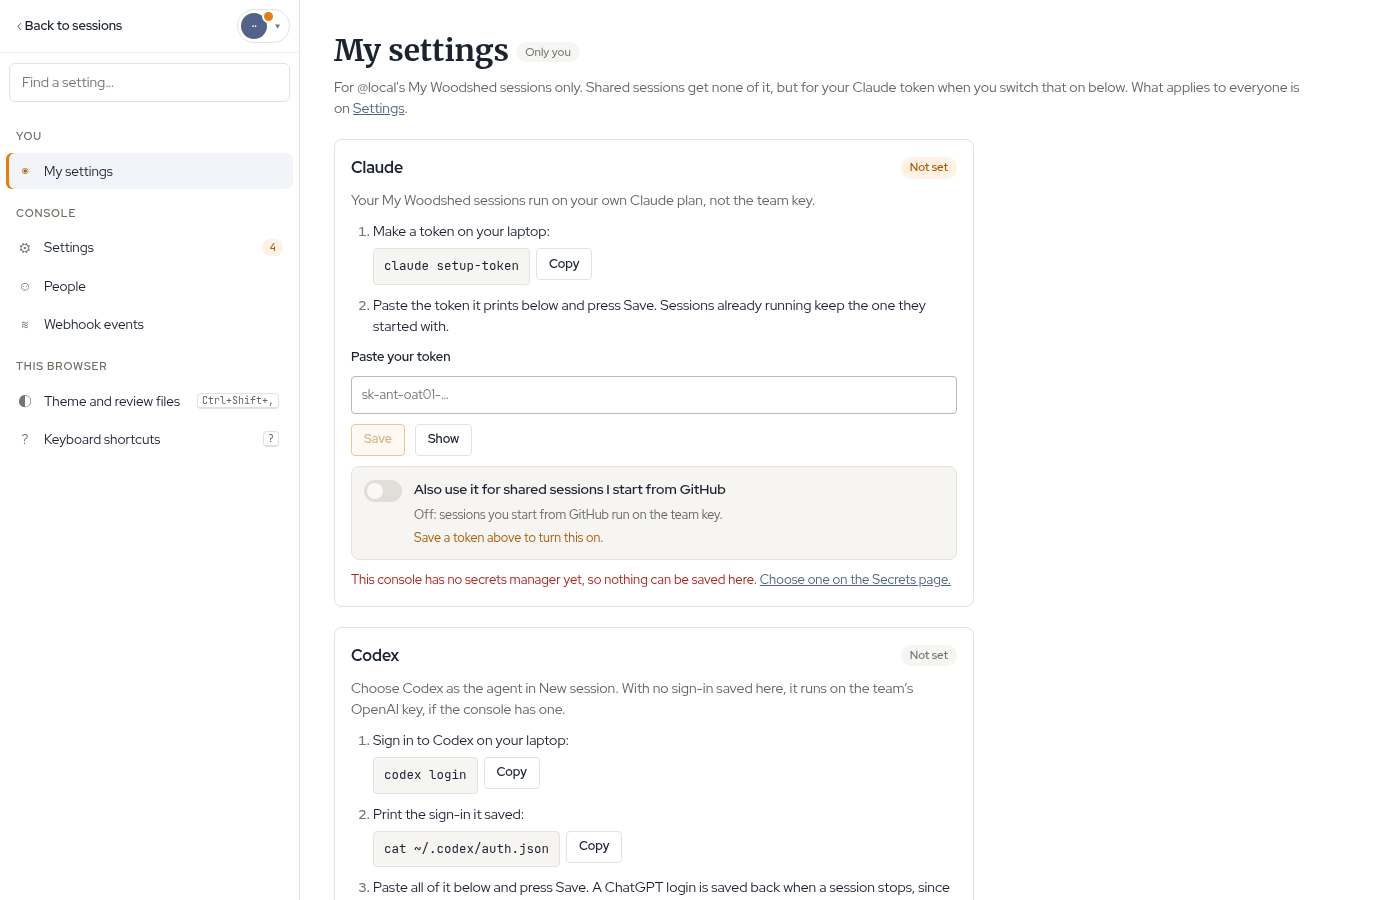 ‹ Back to sessions
Find a setting...
YOU
My settings
CONSOLE
Settings 4
People
Webhook events
THIS BROWSER
Theme and review files Ctrl+Shift+,
? Keyboard shortcuts ?
My settings Only you
For @local's My Woodshed sessions only. Shared sessions get none of it, but for your Claude token when you switch that on below. What applies to everyone is
on Settings.
Claude Not set
Your My Woodshed sessions run on your own Claude plan, not the team key.
1. Make a token on your laptop:
claude setup-token Copy
2. Paste the token it prints below and press Save. Sessions already running keep the one they
started with.
Paste your token
sk-ant-oat01-...
Save Show
Also use it for shared sessions I start from GitHub
Off: sessions you start from GitHub run on the team key.
Save a token above to turn this on.
This console has no secrets manager yet, so nothing can be saved here. Choose one on the Secrets page.
Codex Not set
Choose Codex as the agent in New session. With no sign-in saved here, it runs on the team’s
OpenAI key, if the console has one.
1. Sign in to Codex on your laptop:
codex login Copy
2. Print the sign-in it saved:
cat ~/.codex/auth.json Copy
3. Paste all of it below and press Save. A ChatGPT login is saved back when a session stops, since